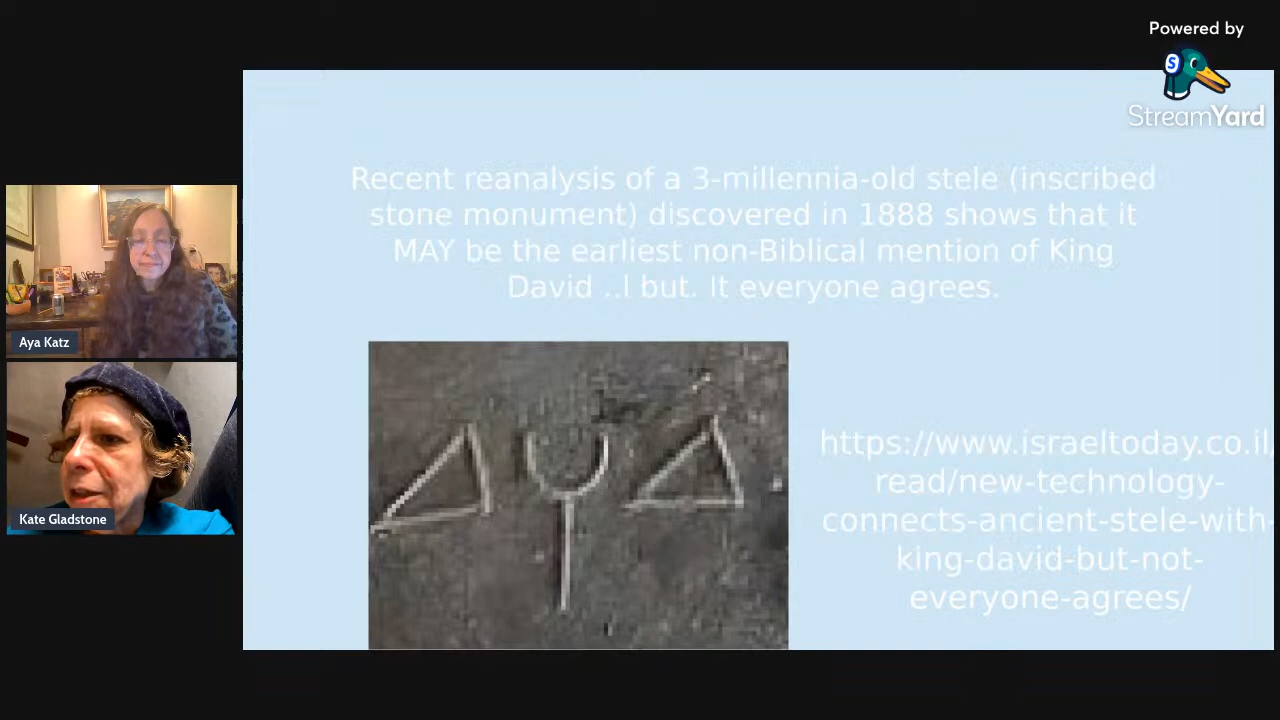 Powered by
StreamYard
Recent reanalysis of a 3-millennia-old stele (inscribed
stone monument) discovered in 1888 shows that it
MAY be the earliest non-Biblical mention of King
David ..l but. It everyone agrees.
𐤃𐤅𐤃
https://www.israeltoday.co.il/
read/new-technology-
connects-ancient-stele-with-
king-david-but-not-
everyone-agrees/
Aya Katz
Kate Gladstone